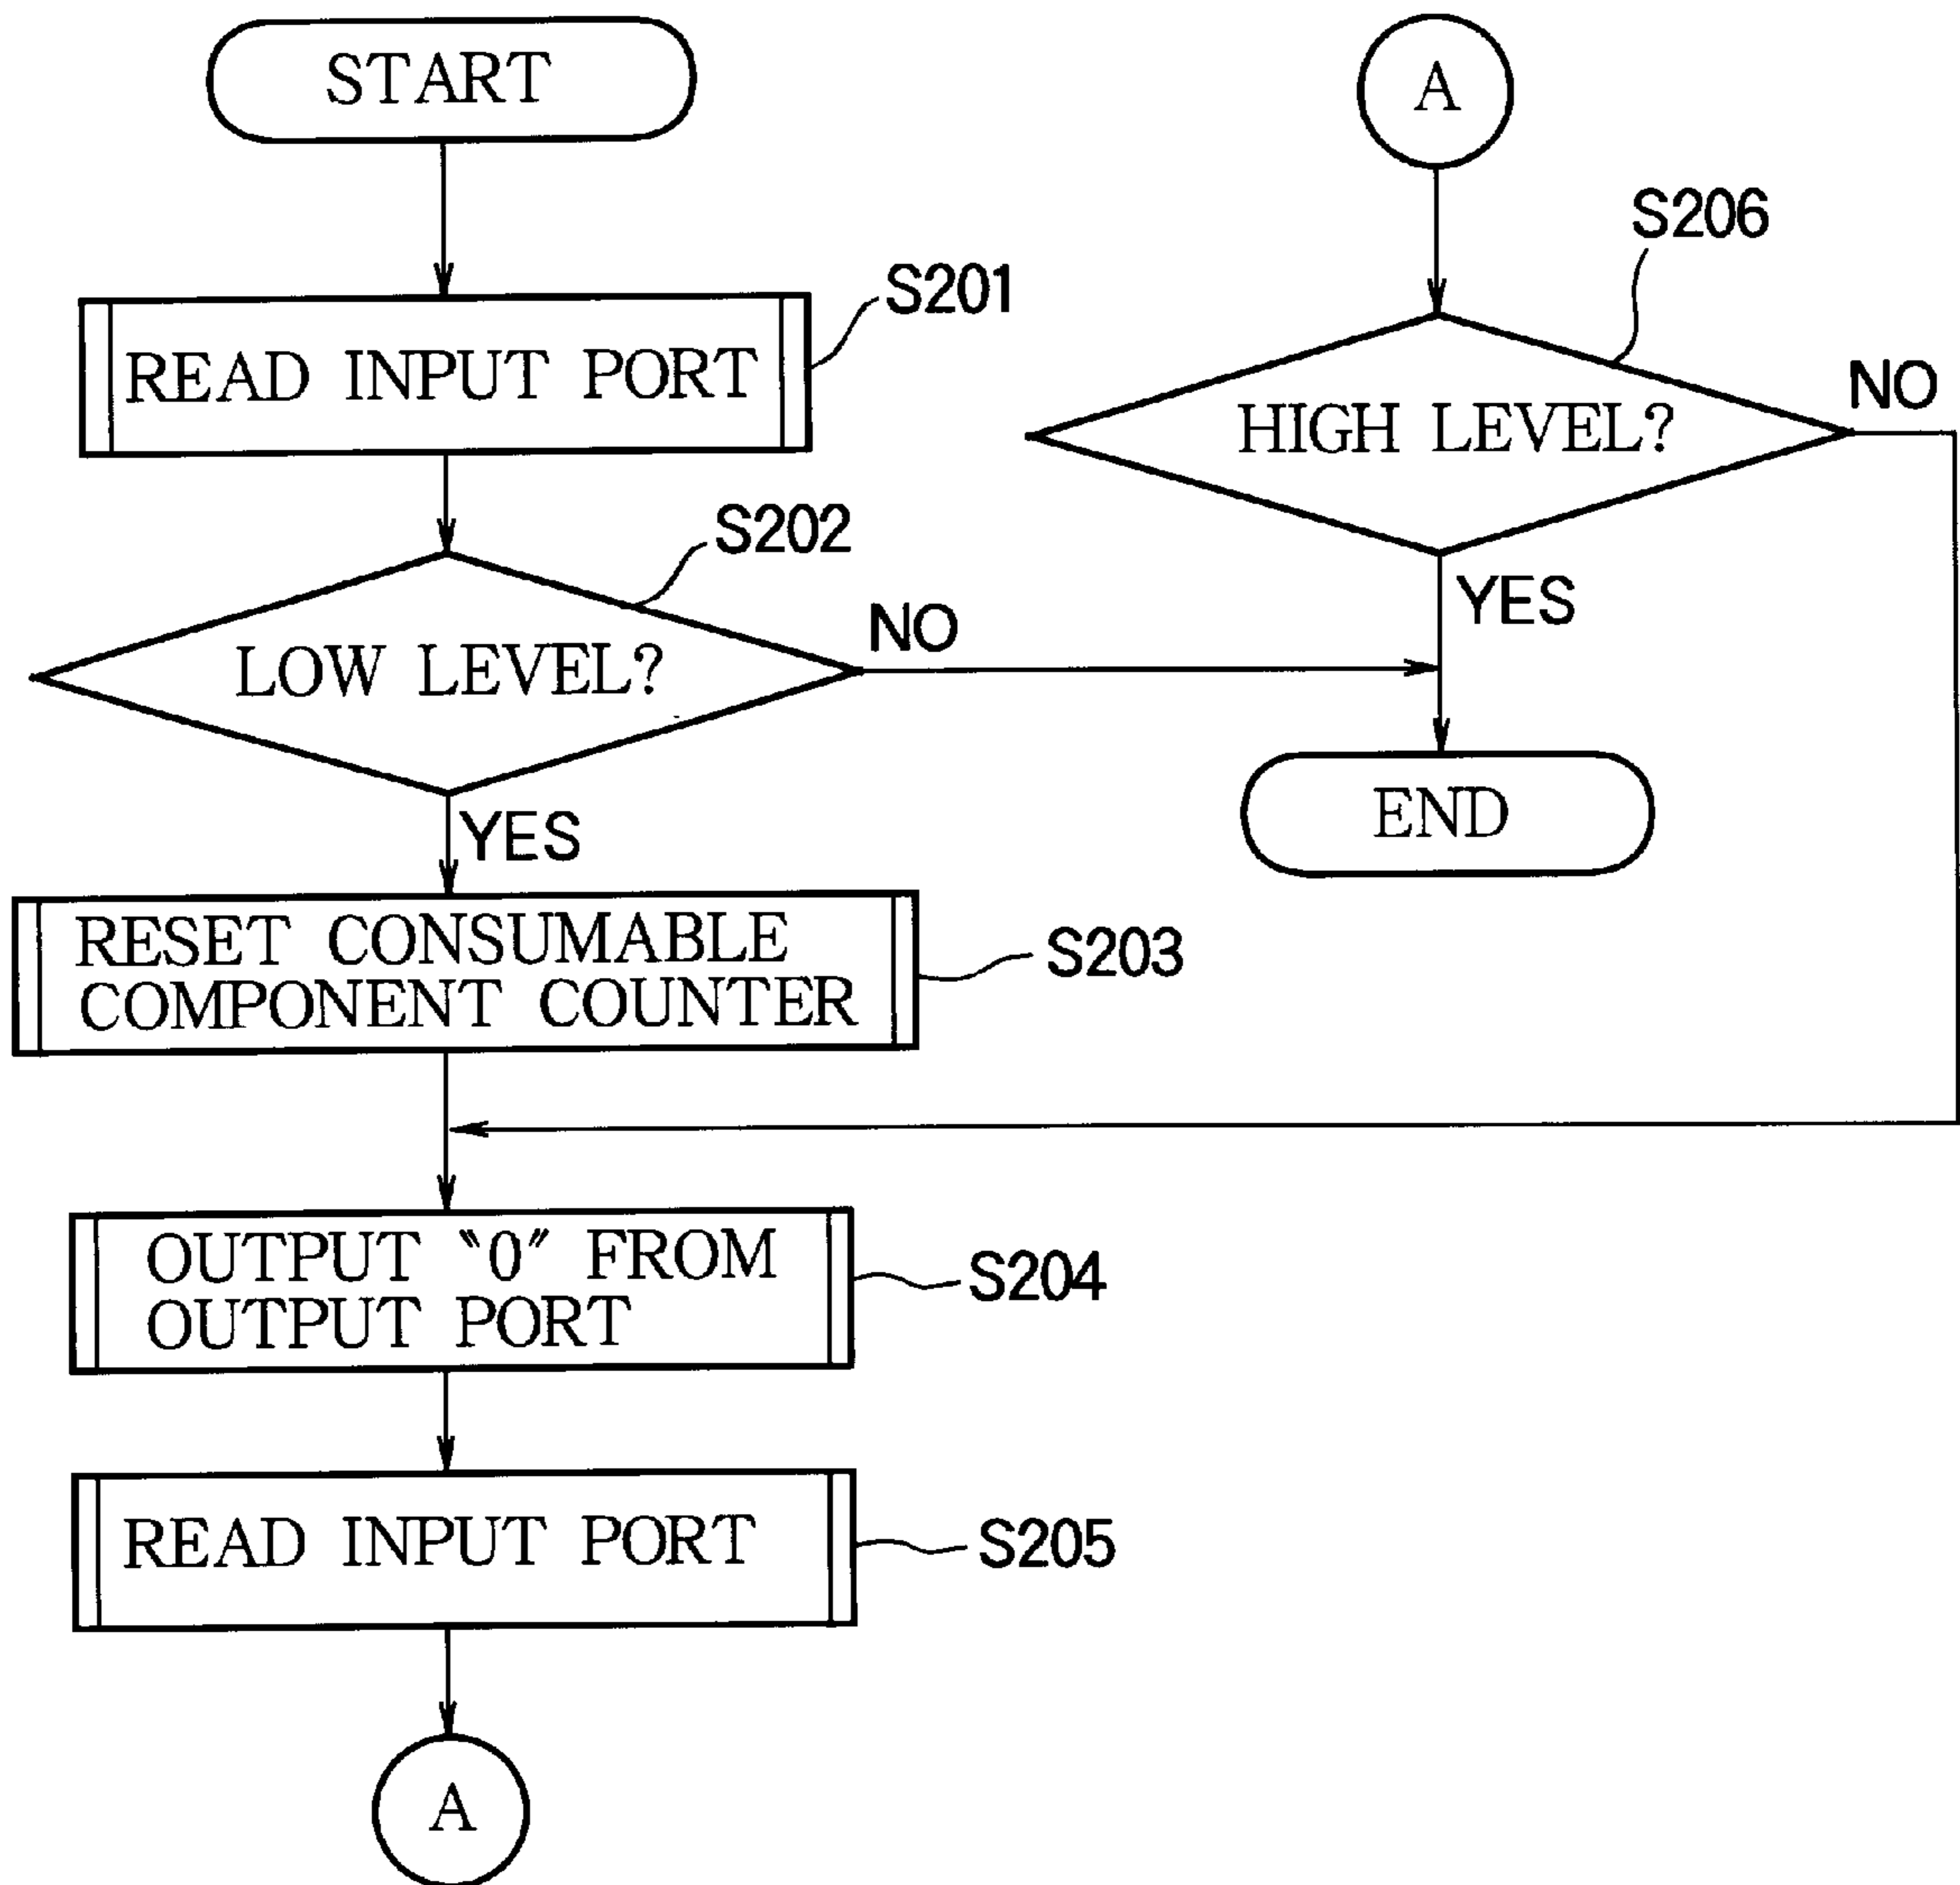 START
READ INPUT PORT
S201
LOW LEVEL?
S202
NO
YES
RESET CONSUMABLE
COMPONENT COUNTER
S203
OUTPUT "0" FROM
OUTPUT PORT
S204
READ INPUT PORT
S205
A
A
S206
HIGH LEVEL?
NO
YES
END